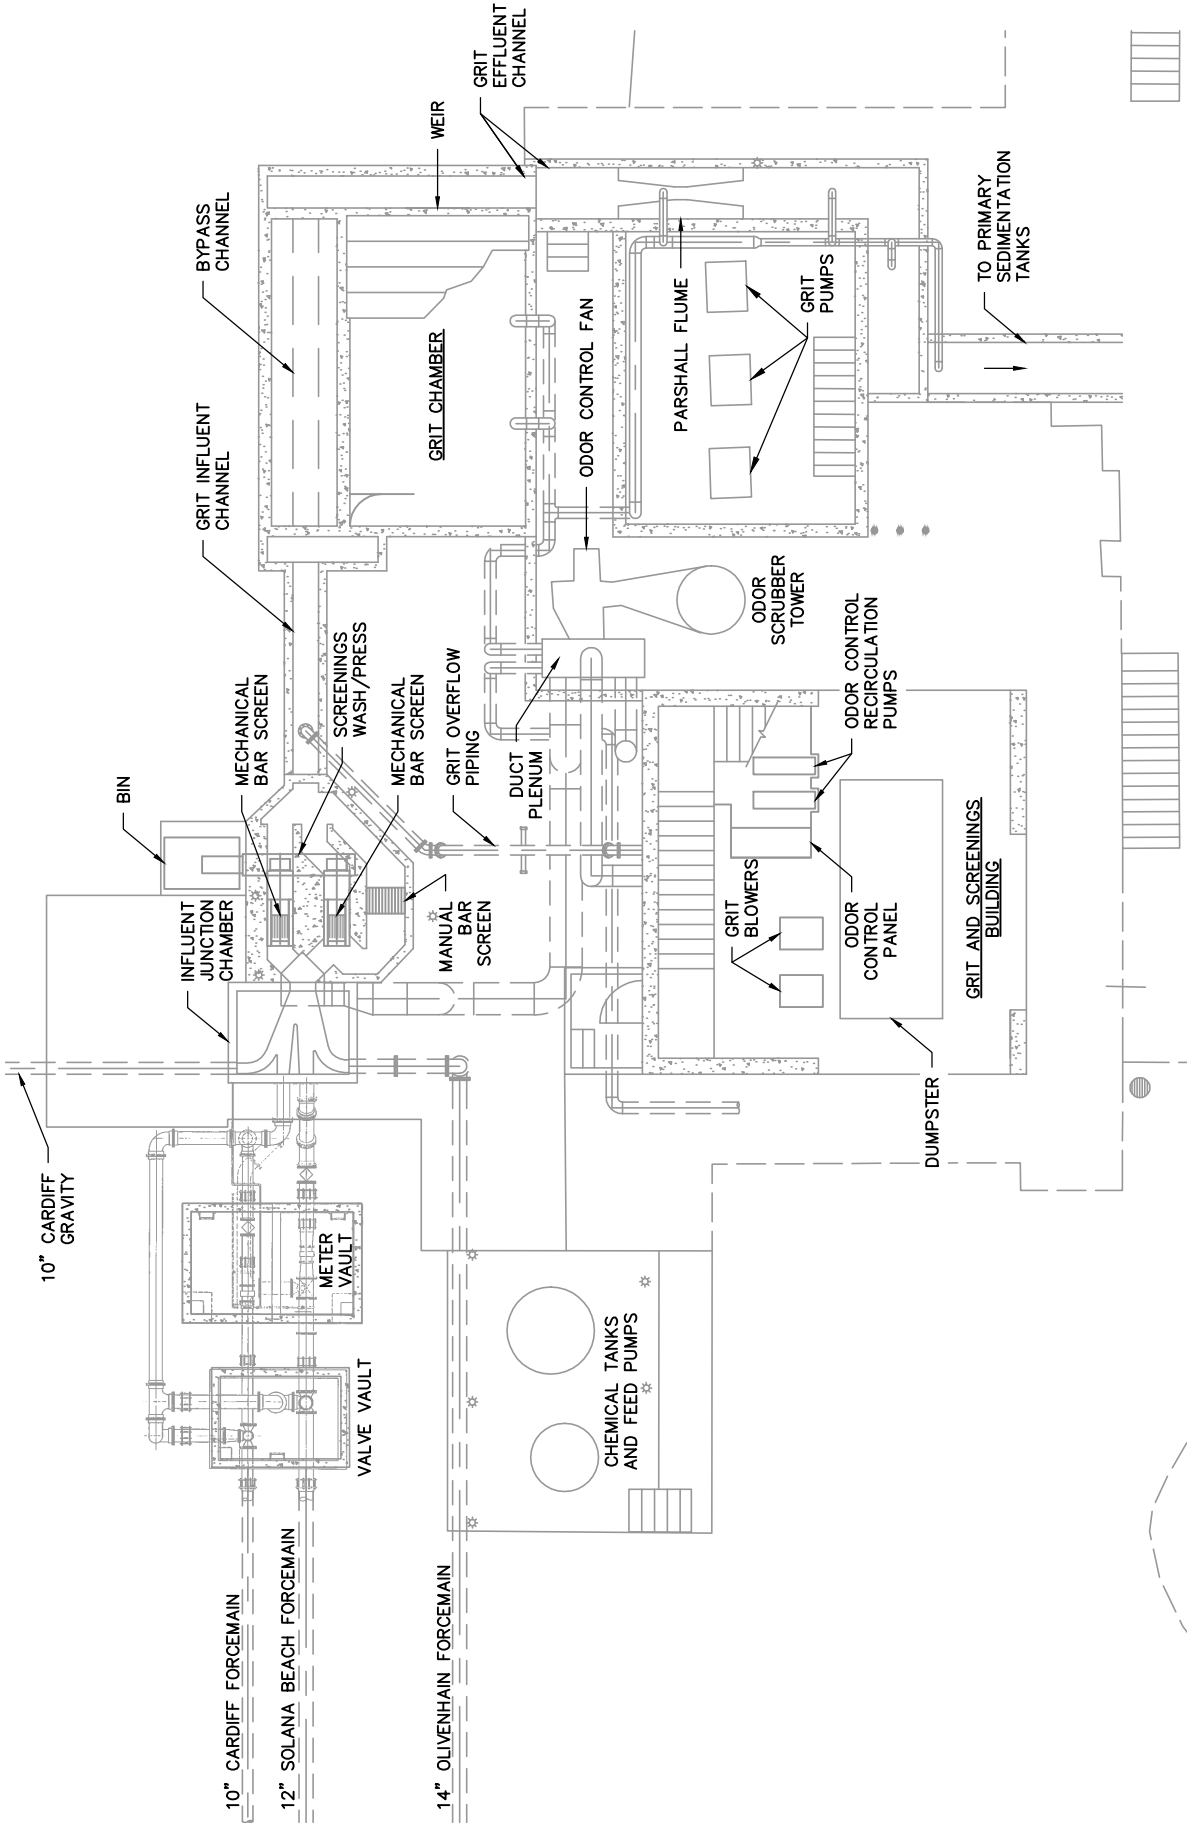 GRIT
EFFLUENT
CHANNEL
WEIR
BYPASS
CHANNEL
TO PRIMARY
SEDIMENTATION
TANKS
GRIT
PUMPS
ODOR CONTROL FAN
PARSHALL FLUME
GRIT CHAMBER
GRIT INFLUENT
CHANNEL
ODOR
SCRUBBER
TOWER
SCREENINGS
WASH/PRESS
MECHANICAL
BAR SCREEN
MECHANICAL
BAR SCREEN
GRIT OVERFLOW
PIPING
DUCT
PLENUM
ODOR CONTROL
RECIRCULATION
PUMPS
BIN
INFLUENT
JUNCTION
CHAMBER
MANUAL
BAR
SCREEN
GRIT
BLOWERS
ODOR
CONTROL
PANEL
GRIT AND SCREENINGS
BUILDING
DUMPSTER
10" CARDIFF
GRAVITY
METER
VAULT
VALVE VAULT
CHEMICAL TANKS
AND FEED PUMPS
10" CARDIFF FORCEMAIN
12" SOLANA BEACH FORCEMAIN
14" OLIVENHAIN FORCEMAIN